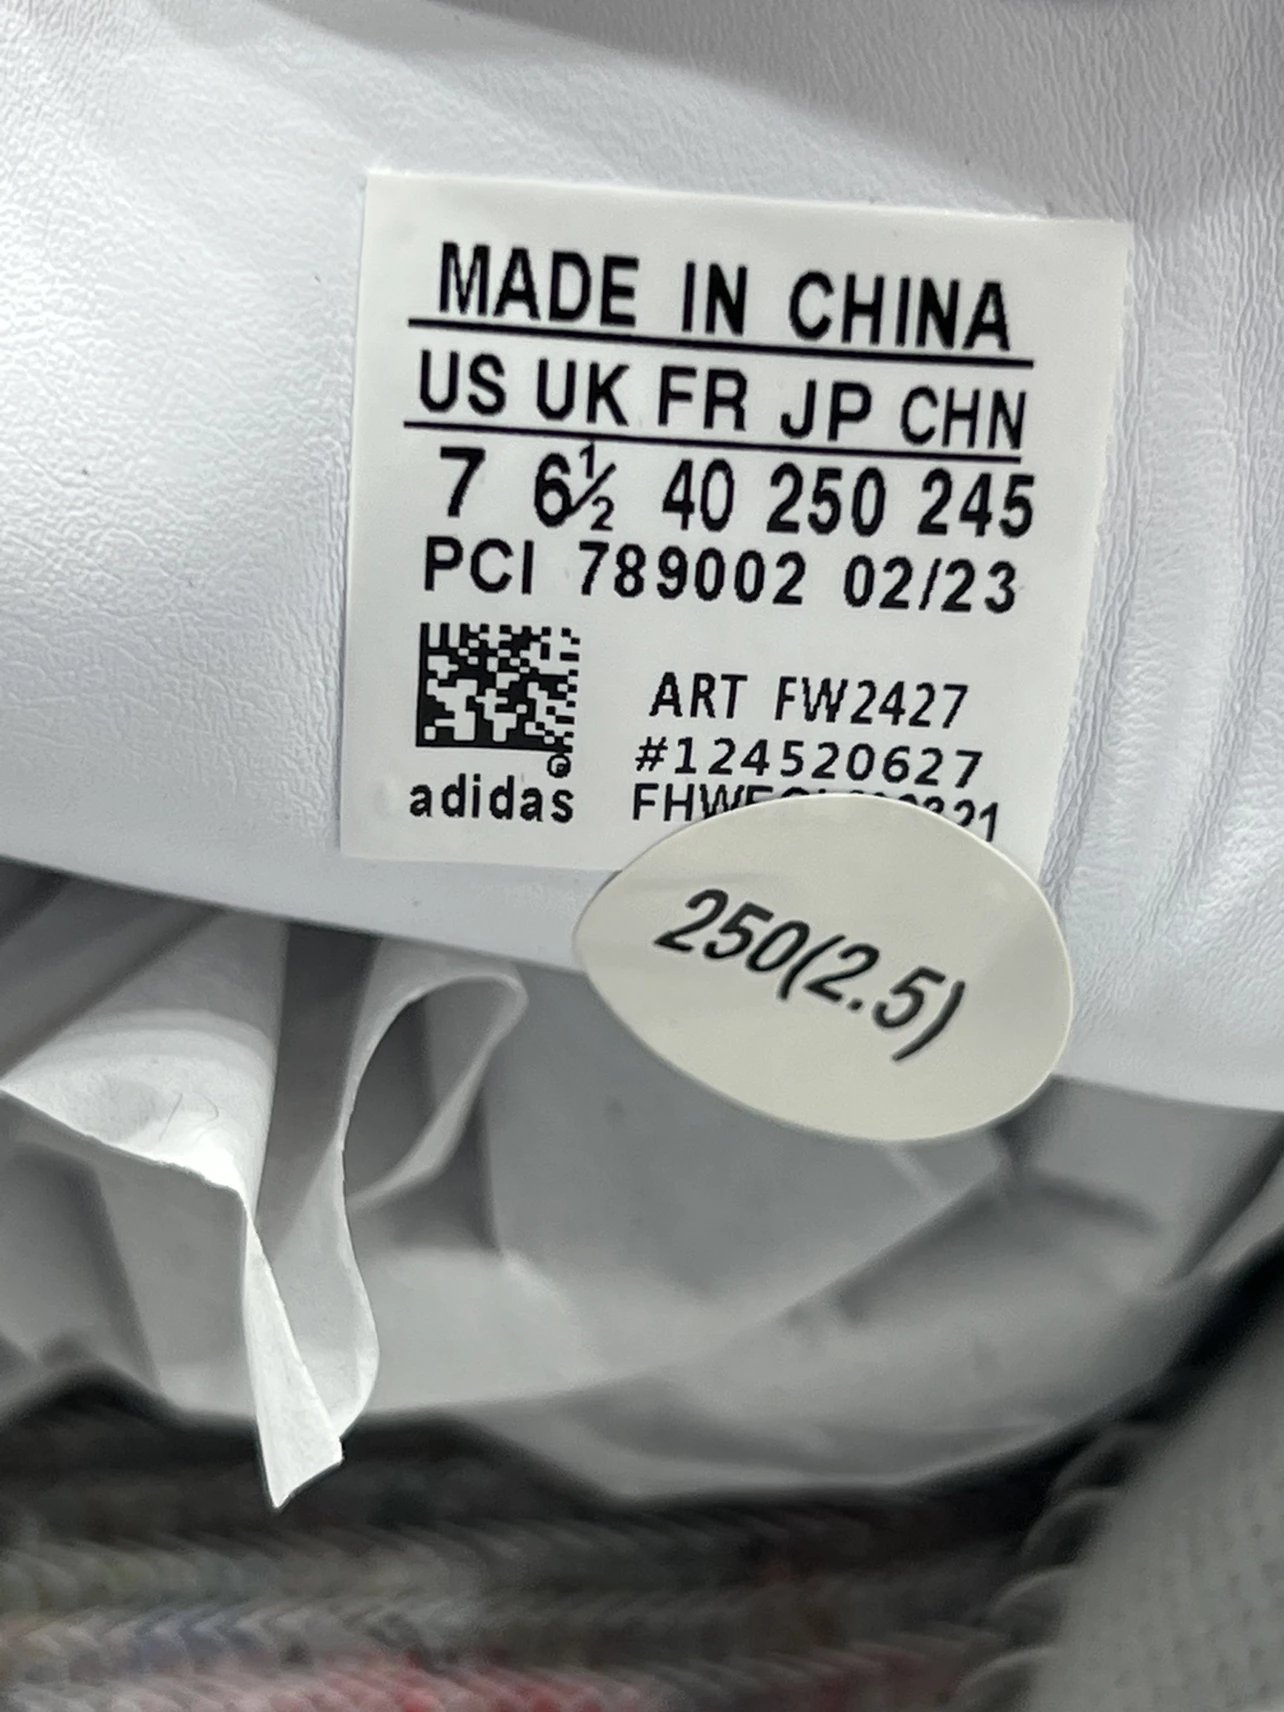 MADE IN CHINA
US UK FR JP CHN
7 6½ 40 250 245
PCI 789002 02/23
ART FW2427
#124520627
adidas
250(2.5)